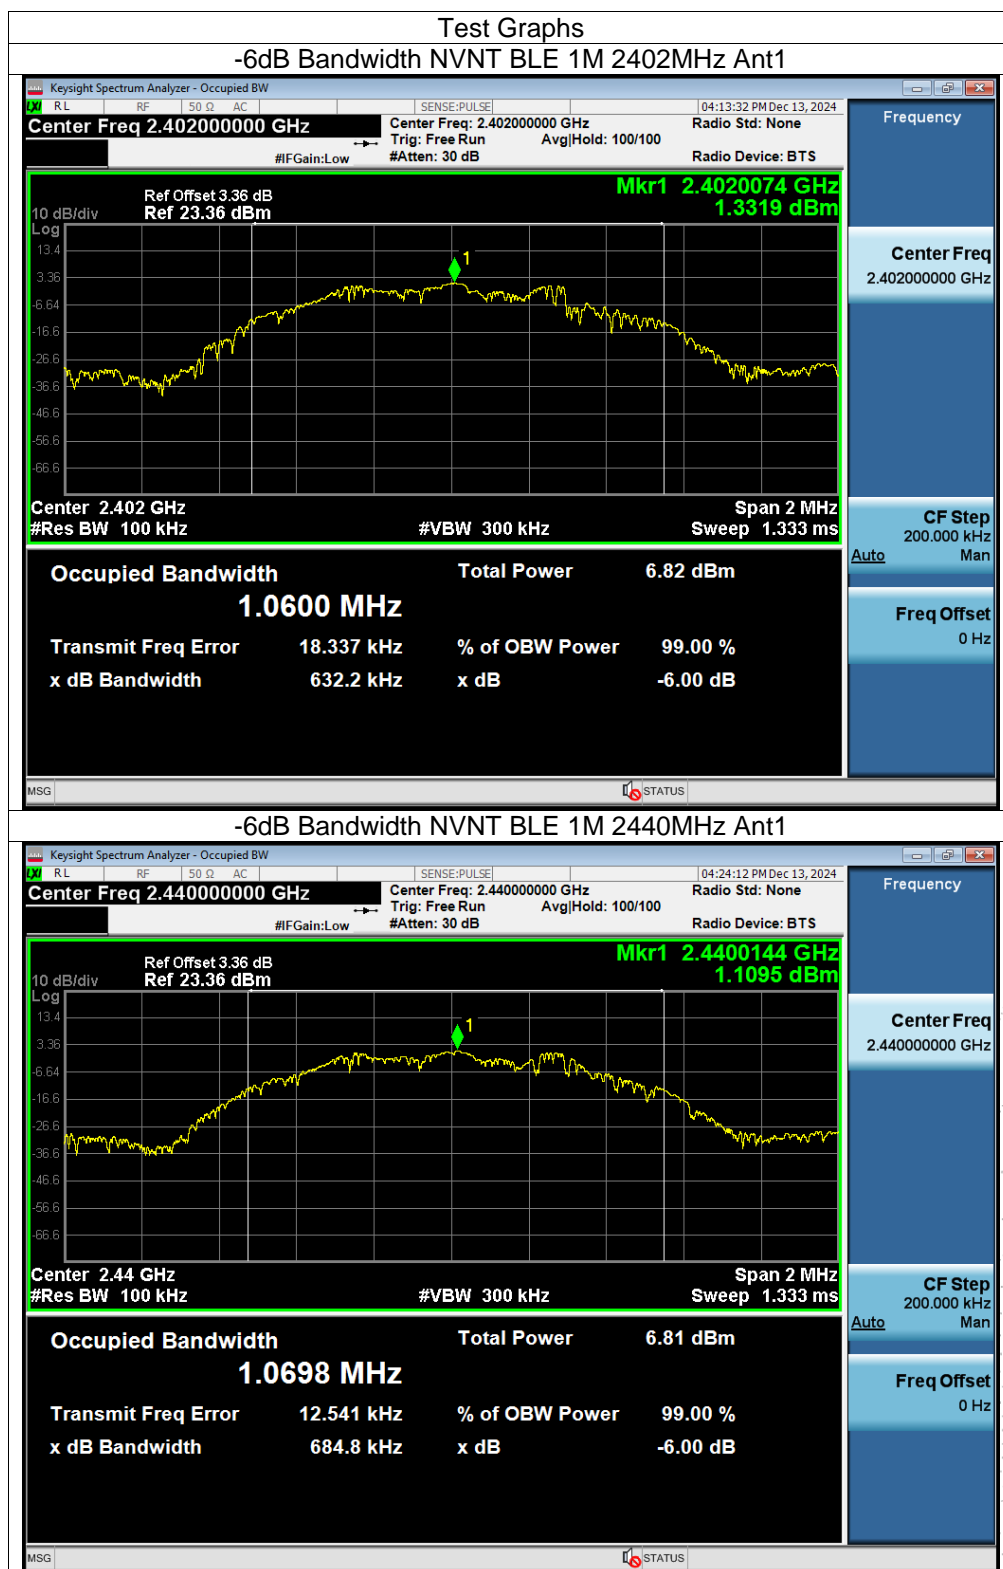 Test Graphs
-6dB Bandwidth NVNT BLE 1M 2402MHz Ant1
Keysight Spectrum Analyzer - Occupied BW
LXI RL RF 50 Ω AC SENSE:PULSE 04:13:32 PM Dec 13, 2024
Center Freq 2.402000000 GHz Center Freq: 2.402000000 GHz Radio Std: None
Trig: Free Run Avg|Hold: 100/100
#IFGain:Low #Atten: 30 dB Radio Device: BTS
Frequency
Mkr1 2.4020074 GHz
Ref Offset 3.36 dB
10 dB/div Ref 23.36 dBm 1.3319 dBm
Log
13.4
1
3.36
-6.64
-16.6
-26.6
-36.6
-46.6
-56.6
-66.6
Center Freq
2.402000000 GHz
Center 2.402 GHz Span 2 MHz
#Res BW 100 kHz #VBW 300 kHz Sweep 1.333 ms
CF Step
200.000 kHz
Auto Man
Occupied Bandwidth Total Power 6.82 dBm
1.0600 MHz
Transmit Freq Error 18.337 kHz % of OBW Power 99.00 %
x dB Bandwidth 632.2 kHz x dB -6.00 dB
Freq Offset
0 Hz
MSG STATUS
-6dB Bandwidth NVNT BLE 1M 2440MHz Ant1
Keysight Spectrum Analyzer - Occupied BW
LXI RL RF 50 Ω AC SENSE:PULSE 04:24:12 PM Dec 13, 2024
Center Freq 2.440000000 GHz Center Freq: 2.440000000 GHz Radio Std: None
Trig: Free Run Avg|Hold: 100/100
#IFGain:Low #Atten: 30 dB Radio Device: BTS
Frequency
Mkr1 2.4400144 GHz
Ref Offset 3.36 dB
10 dB/div Ref 23.36 dBm 1.1095 dBm
Log
13.4
1
3.36
-6.64
-16.6
-26.6
-36.6
-46.6
-56.6
-66.6
Center Freq
2.440000000 GHz
Center 2.44 GHz Span 2 MHz
#Res BW 100 kHz #VBW 300 kHz Sweep 1.333 ms
CF Step
200.000 kHz
Auto Man
Occupied Bandwidth Total Power 6.81 dBm
1.0698 MHz
Transmit Freq Error 12.541 kHz % of OBW Power 99.00 %
x dB Bandwidth 684.8 kHz x dB -6.00 dB
Freq Offset
0 Hz
MSG STATUS